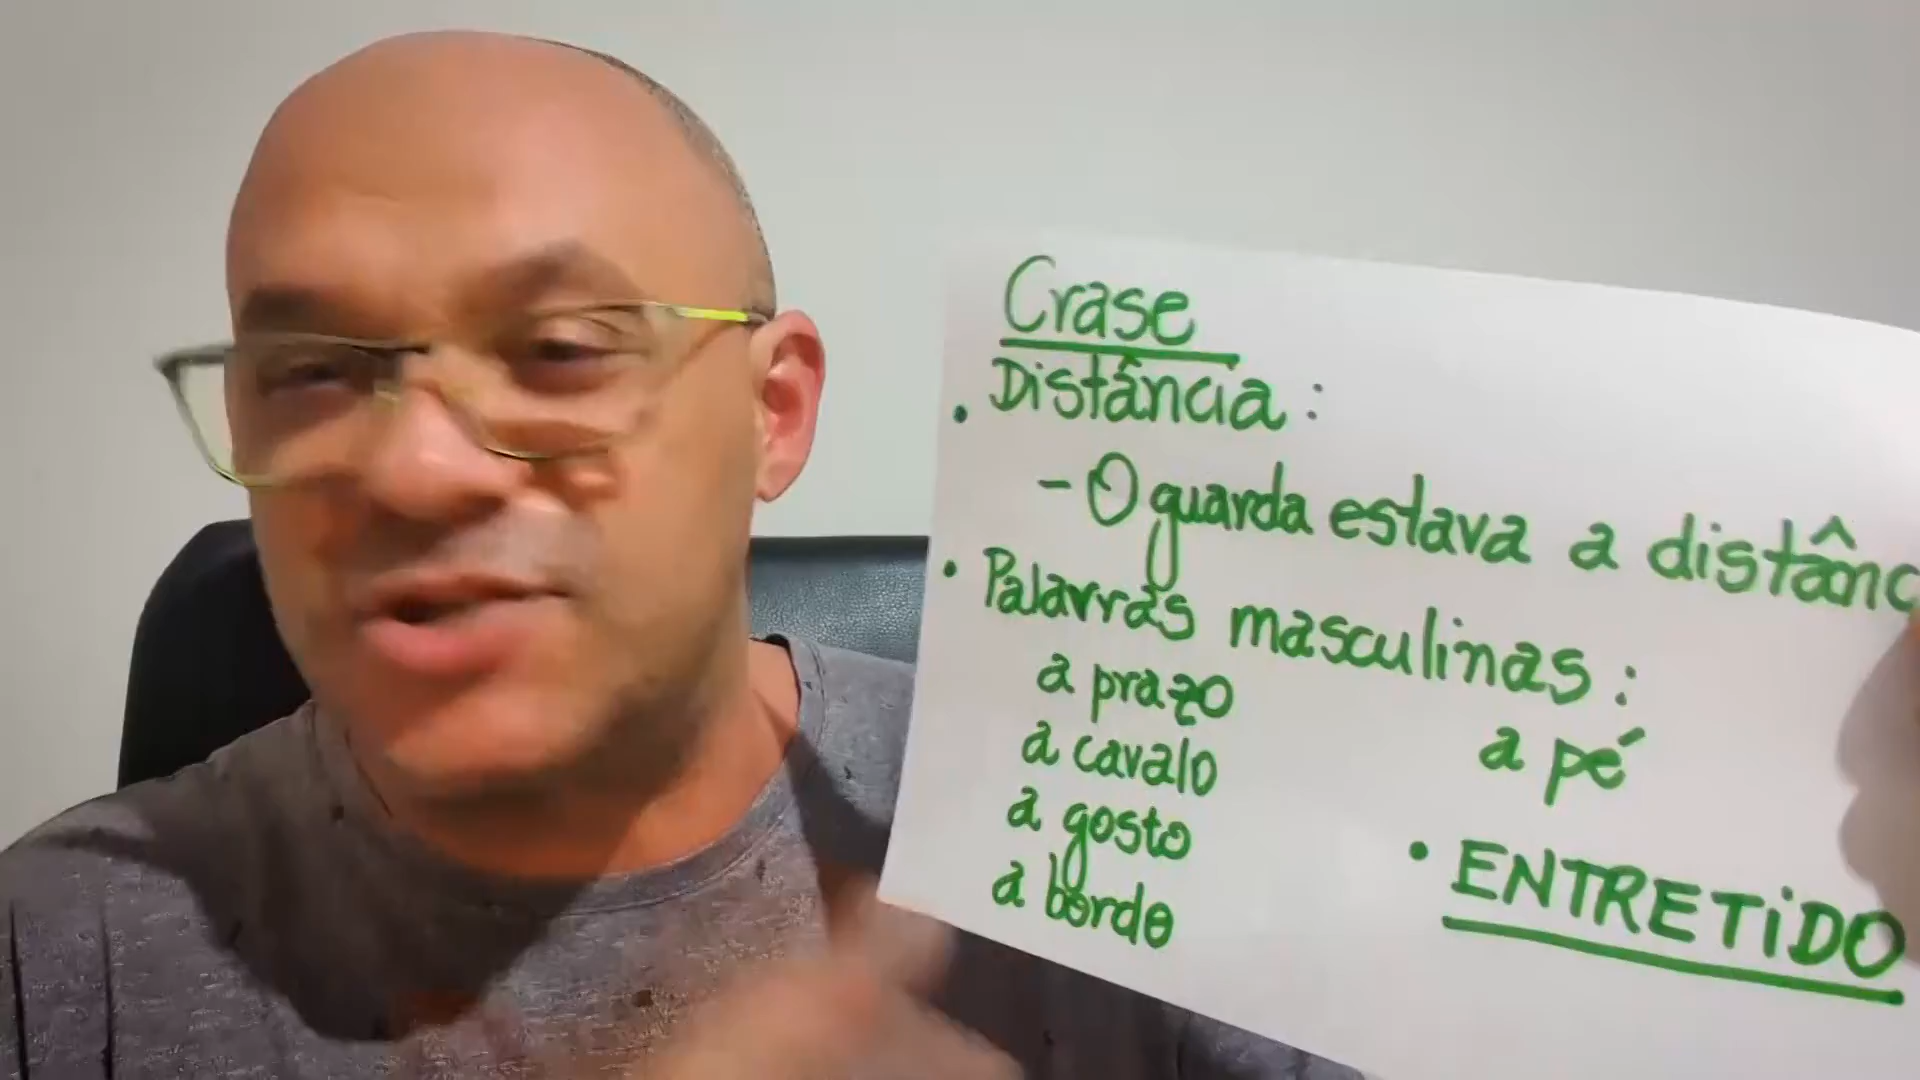 Crase
• Distância:
- O guarda estava a distânc
• Palavras masculinas:
a prazo
a cavalo
a gosto
a bordo
a pé
• ENTRETIDO